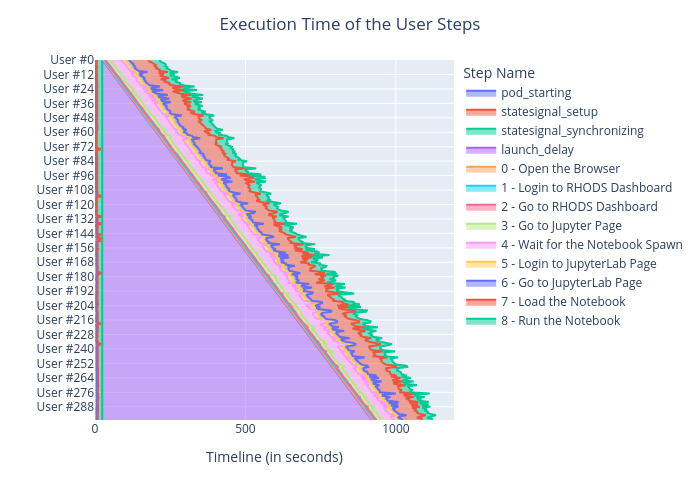 Execution Time of the User Steps
User #0
User #12
User #24
User #36
User #48
User #60
User #72
User #84
User #96
User #108
User #120
User #132
User #144
User #156
User #168
User #180
User #192
User #204
User #216
User #228
User #240
User #252
User #264
User #276
User #288
0 500 1000
Timeline (in seconds)
Step Name
pod_starting
statesignal_setup
statesignal_synchronizing
launch_delay
0 - Open the Browser
1 - Login to RHODS Dashboard
2 - Go to RHODS Dashboard
3 - Go to Jupyter Page
4 - Wait for the Notebook Spawn
5 - Login to JupyterLab Page
6 - Go to JupyterLab Page
7 - Load the Notebook
8 - Run the Notebook